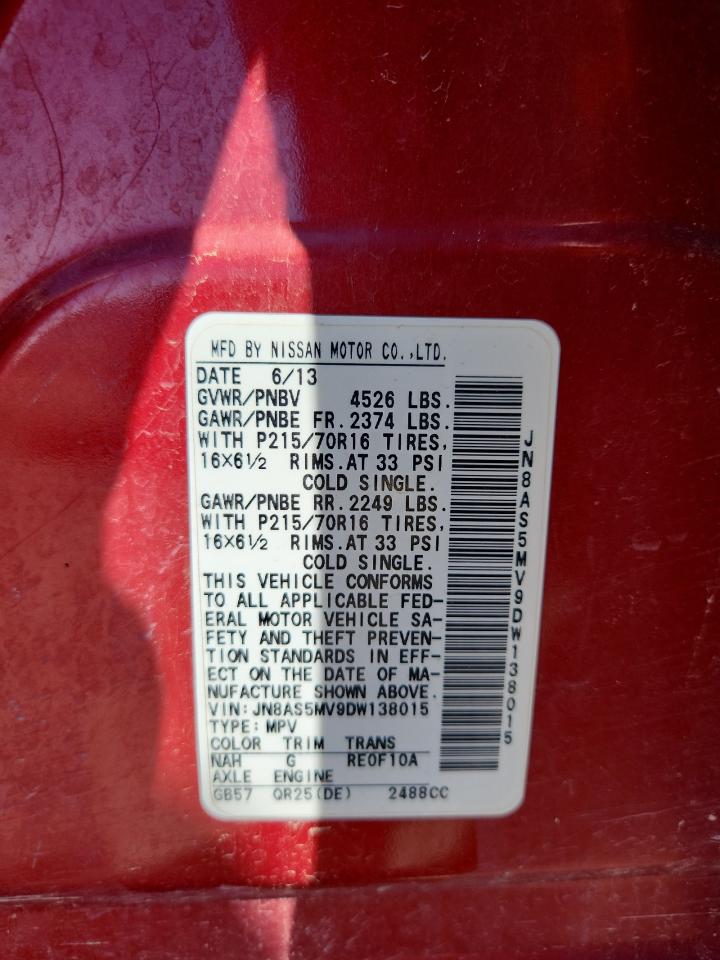 MFD BY NISSAN MOTOR CO.,LTD.
DATE 6/13
GVWR/PNBV 4526 LBS.
GAWR/PNBE FR.2374 LBS.
WITH P215/70R16 TIRES,
16×6½ RIMS.AT 33 PSI
COLD SINGLE.
GAWR/PNBE RR.2249 LBS.
WITH P215/70R16 TIRES,
16×6½ RIMS.AT 33 PSI
COLD SINGLE.
THIS VEHICLE CONFORMS
TO ALL APPLICABLE FED-
ERAL MOTOR VEHICLE SA-
FETY AND THEFT PREVEN-
TION STANDARDS IN EFF-
ECT ON THE DATE OF MA-
NUFACTURE SHOWN ABOVE.
VIN:JN8AS5MV9DW138015
TYPE:MPV
COLOR TRIM TRANS
NAH G RE0F10A
AXLE ENGINE
GB57 QR25(DE) 2488CC
JN8AS5MV9DW138015